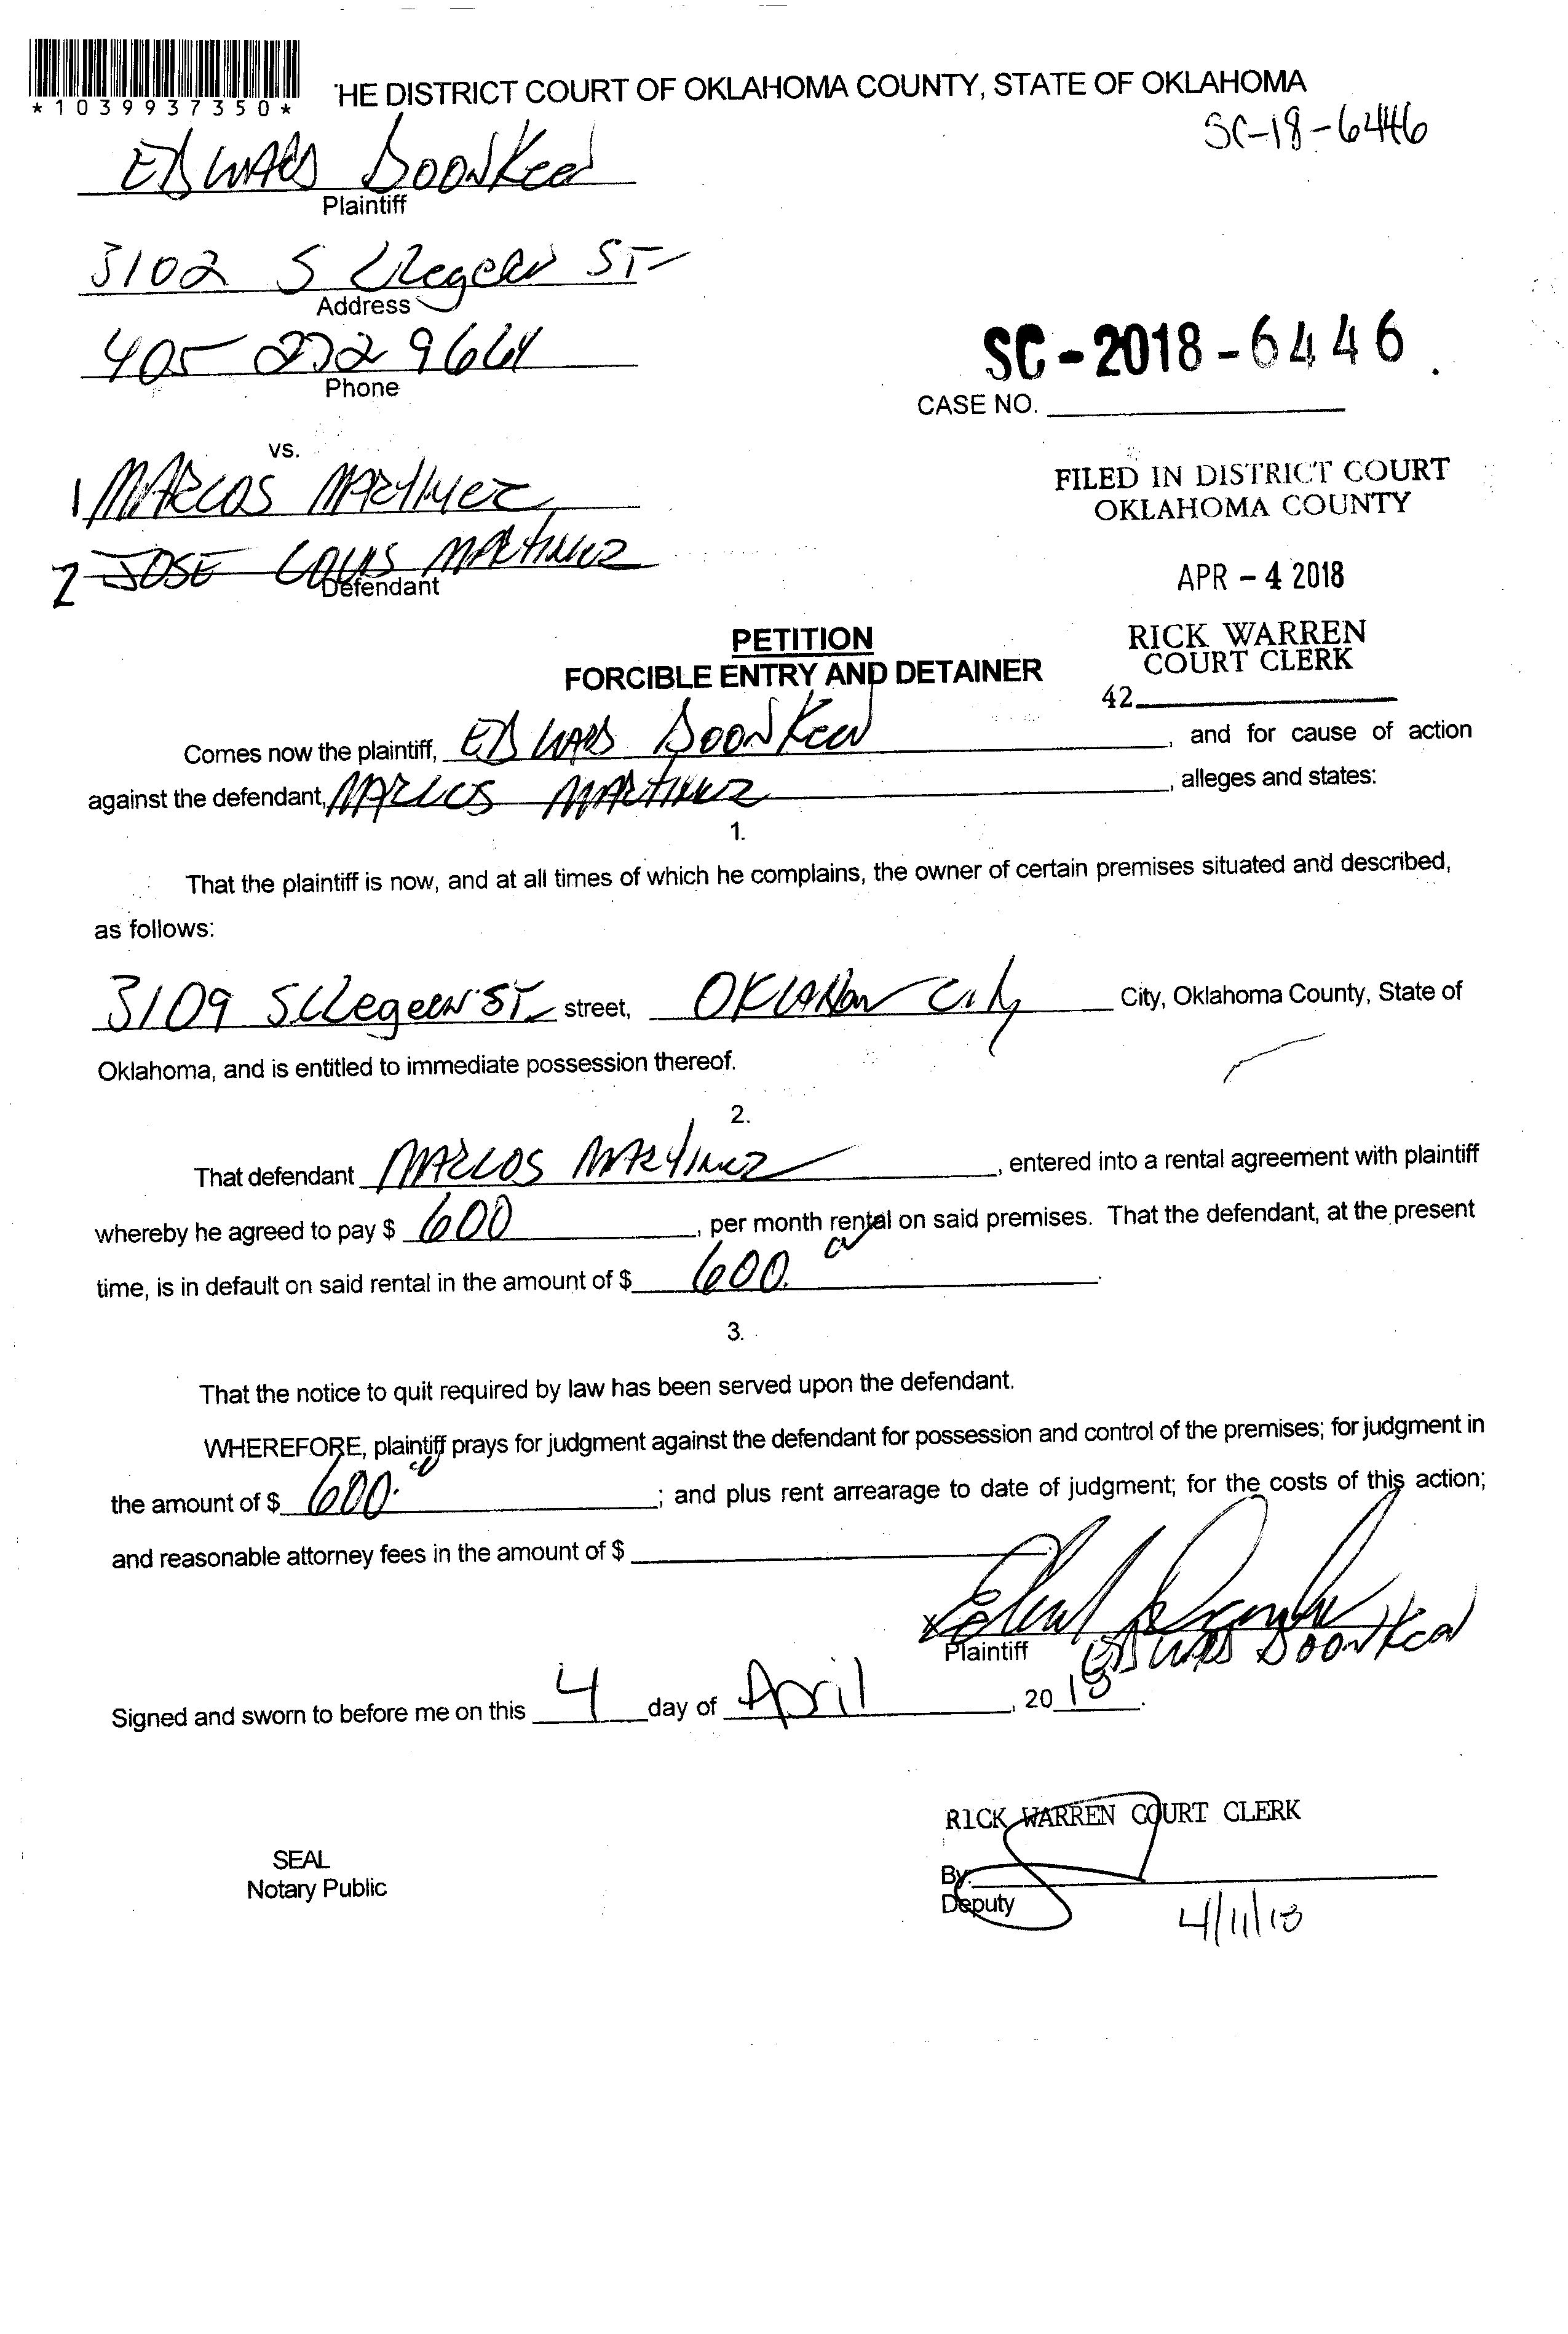 *1039937350*
HE DISTRICT COURT OF OKLAHOMA COUNTY, STATE OF OKLAHOMA
SC-18-6446
EDWARD DOONKEEN
Plaintiff
3102 S ST
Address
405 272 9664
Phone
SC-2018-6446
CASE NO.
vs.
1 MARCOS MARTINEZ
2 JOSE LOUIS MARTINEZ
Defendant
FILED IN DISTRICT COURT
OKLAHOMA COUNTY
APR - 4 2018
RICK WARREN
COURT CLERK
42
PETITION
FORCIBLE ENTRY AND DETAINER
Comes now the plaintiff, EDWARD DOONKEEN, and for cause of action
against the defendant, MARCOS MARTINEZ, alleges and states:
1.
That the plaintiff is now, and at all times of which he complains, the owner of certain premises situated and described,
as follows:
3109 S ST street, City, Oklahoma County, State of
Oklahoma, and is entitled to immediate possession thereof.
2.
That defendant MARCOS MARTINEZ, entered into a rental agreement with plaintiff
whereby he agreed to pay $ 600, per month rental on said premises. That the defendant, at the present
time, is in default on said rental in the amount of $ 600.
3.
That the notice to quit required by law has been served upon the defendant.
WHEREFORE, plaintiff prays for judgment against the defendant for possession and control of the premises; for judgment in
the amount of $ 600.; and plus rent arrearage to date of judgment; for the costs of this action;
and reasonable attorney fees in the amount of $
X
Plaintiff EDWARD DOONKEEN
Signed and sworn to before me on this 4 day of April, 2018.
RICK WARREN COURT CLERK
SEAL
Notary Public
By:
Deputy
4/11/18